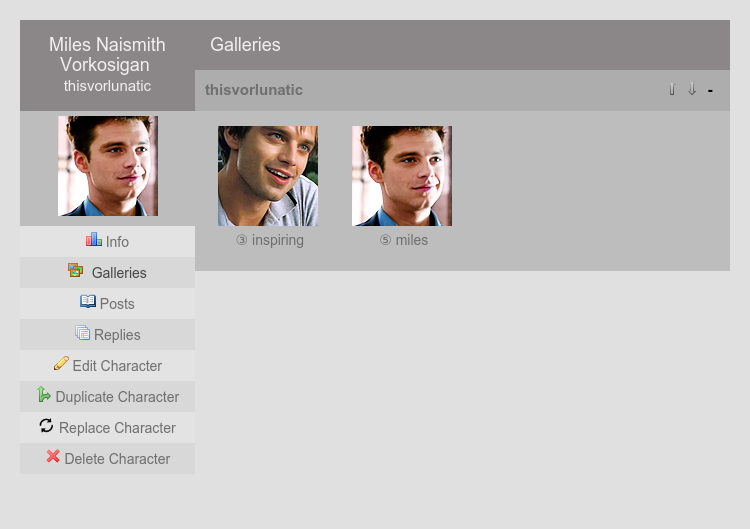 Miles Naismith
Vorkosigan
thisvorlunatic
Galleries
thisvorlunatic
⇑ ⇓ -
③ inspiring
⑤ miles
Info
Galleries
Posts
Replies
Edit Character
Duplicate Character
Replace Character
Delete Character